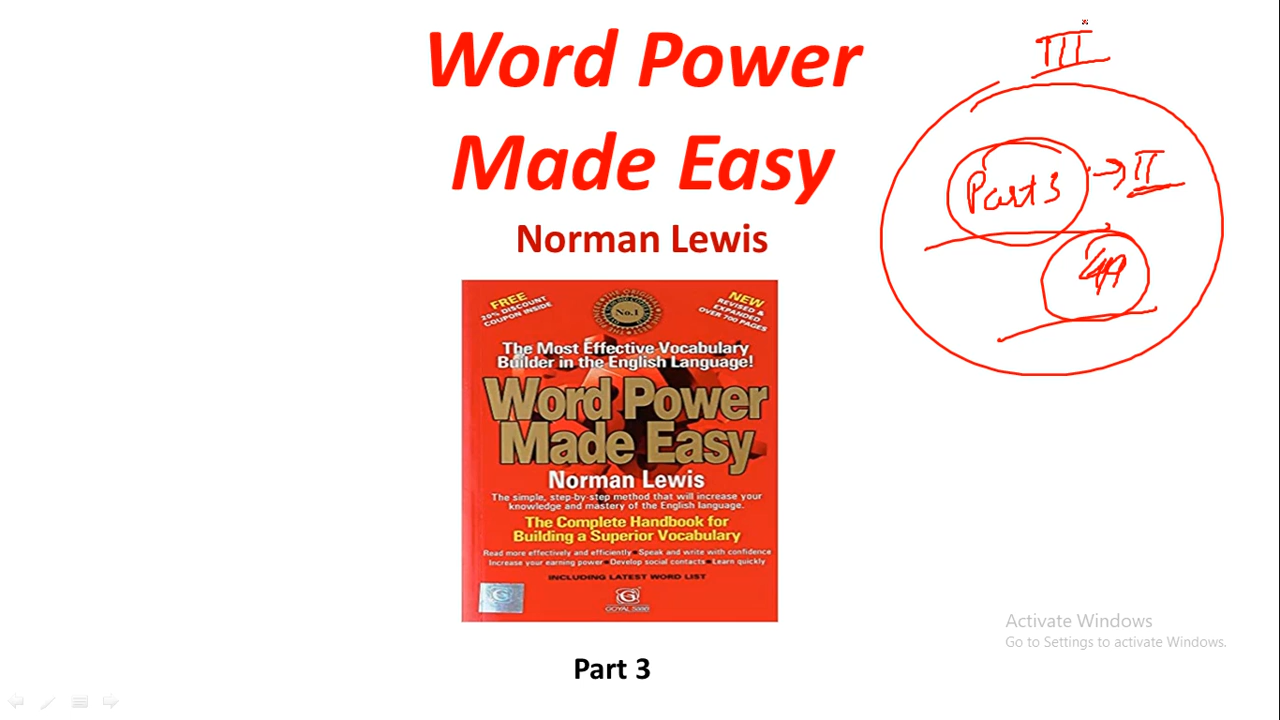 Word Power
Made Easy
Norman Lewis
FREE
20% DISCOUNT
COUPON INSIDE
No.1
NEW
REVISED &
EXPANDED
OVER 700 PAGES
The Most Effective Vocabulary
Builder in the English Language!
Word Power
Made Easy
Norman Lewis
The simple, step-by-step method that will increase your
knowledge and mastery of the English language.
The Complete Handbook for
Building a Superior Vocabulary
Read more effectively and efficiently • Speak and write with confidence
Increase your earning power • Develop social contacts • Learn quickly
INCLUDING LATEST WORD LIST
G
G
GOYAL SaaB
Part 3
III
Part 3 → II
Activate Windows
Go to Settings to activate Windows.